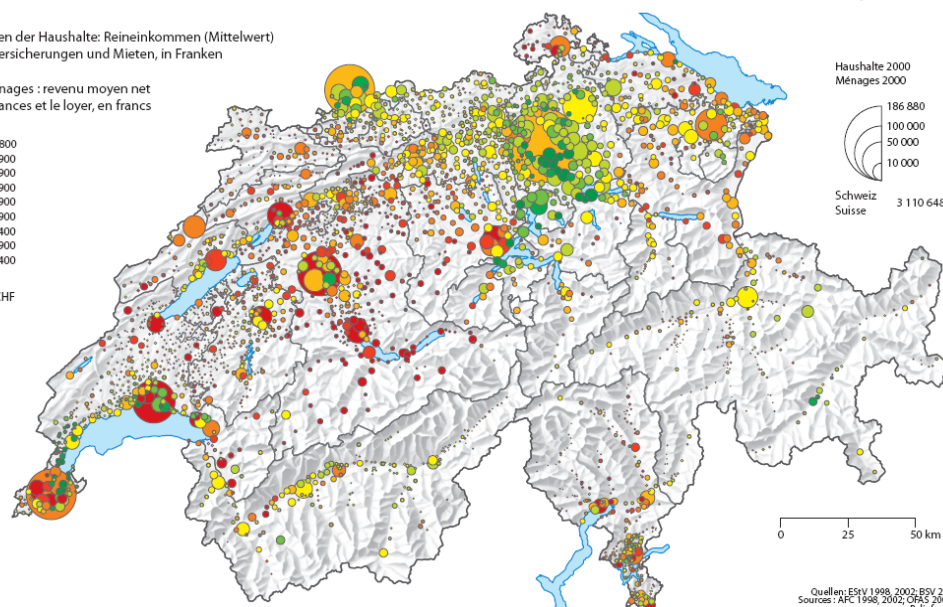 en der Haushalte: Reineinkommen (Mittelwert)
ersicherungen und Mieten, in Franken
nages : revenu moyen net
ances et le loyer, en francs
800
900
900
900
900
900
400
900
400
CHF
Haushalte 2000
Ménages 2000
186 880
100 000
50 000
10 000
Schweiz
Suisse
3 110 648
0 25 50 km
Quellen: EStV 1998, 2002; BSV 2
Sources : AFC 1998, 2002; OFAS 20